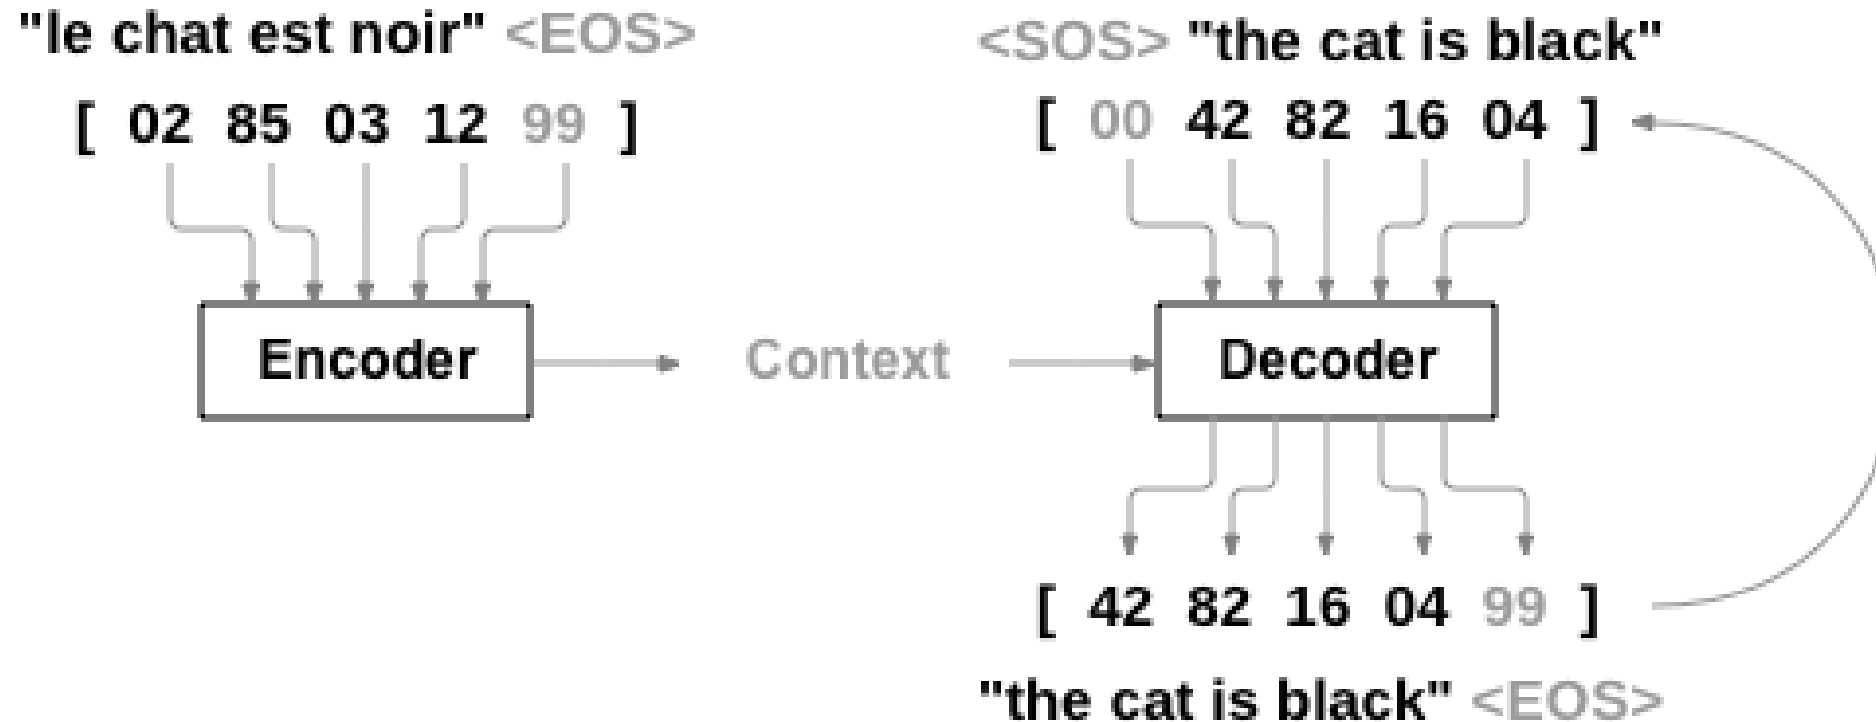 "le chat est noir" <EOS>
[ 02 85 03 12 99 ]
Encoder
Context
<SOS> "the cat is black"
[ 00 42 82 16 04 ]
Decoder
[ 42 82 16 04 99 ]
"the cat is black" <EOS>